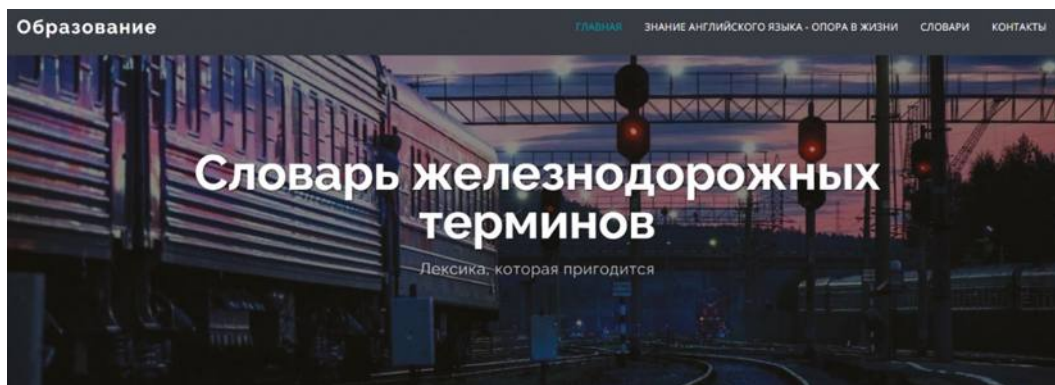 Образование
ГЛАВНАЯ ЗНАНИЕ АНГЛИЙСКОГО ЯЗЫКА - ОПОРА В ЖИЗНИ СЛОВАРИ КОНТАКТЫ
Словарь железнодорожных
терминов
Лексика, которая пригодится